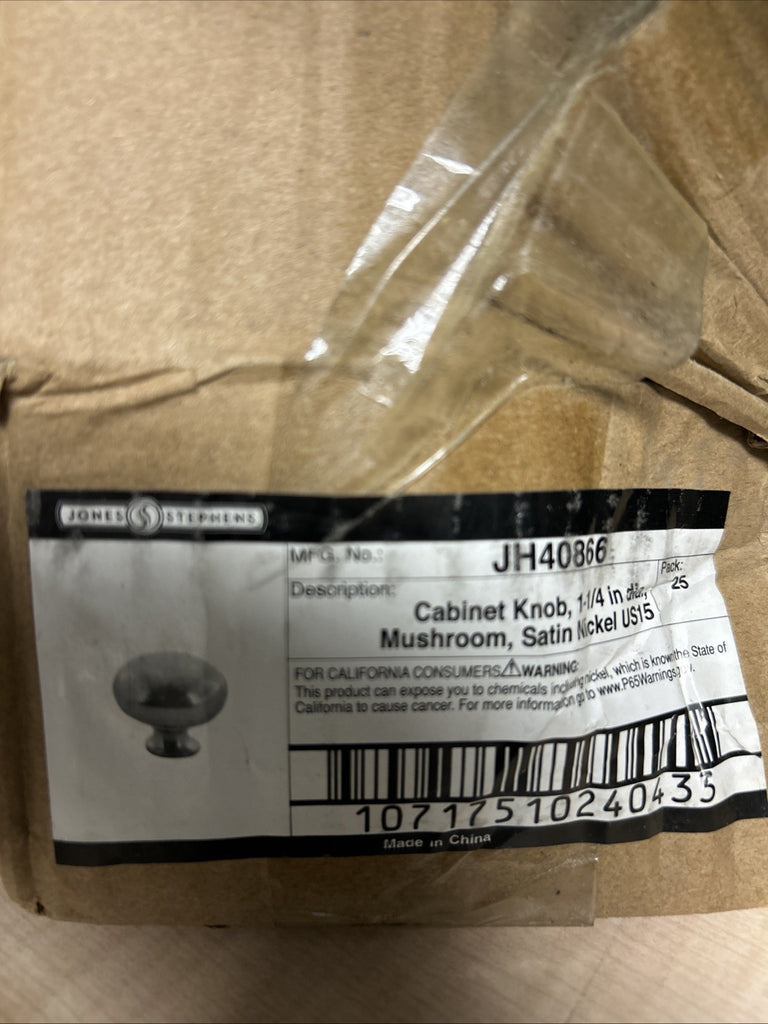 JONES S STEPHENS
MFG. No.: JH40866
Pack:
25
Description:
Cabinet Knob, 1-1/4 in dia.,
Mushroom, Satin Nickel US15
FOR CALIFORNIA CONSUMERS ⚠WARNING
This product can expose you to chemicals including nickel, which is known the State of
California to cause cancer. For more information go to www.P65Warnings
10717510240435
Made in China